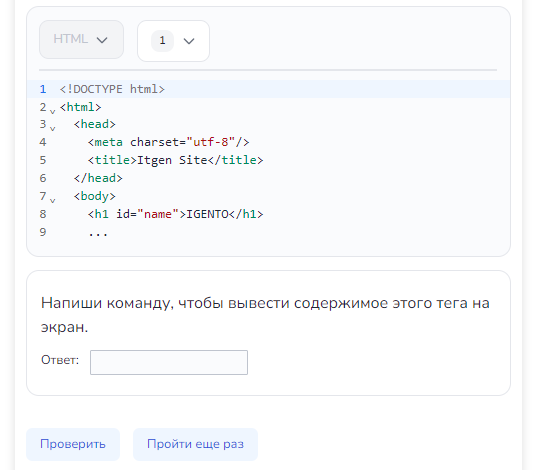 HTML
1
1 <!DOCTYPE html>
2 <html>
3 <head>
4 <meta charset="utf-8"/>
5 <title>Itgen Site</title>
6 </head>
7 <body>
8 <h1 id="name">IGENTO</h1>
9 ...
Напиши команду, чтобы вывести содержимое этого тега на
экран.
Ответ:
Проверить
Пройти еще раз